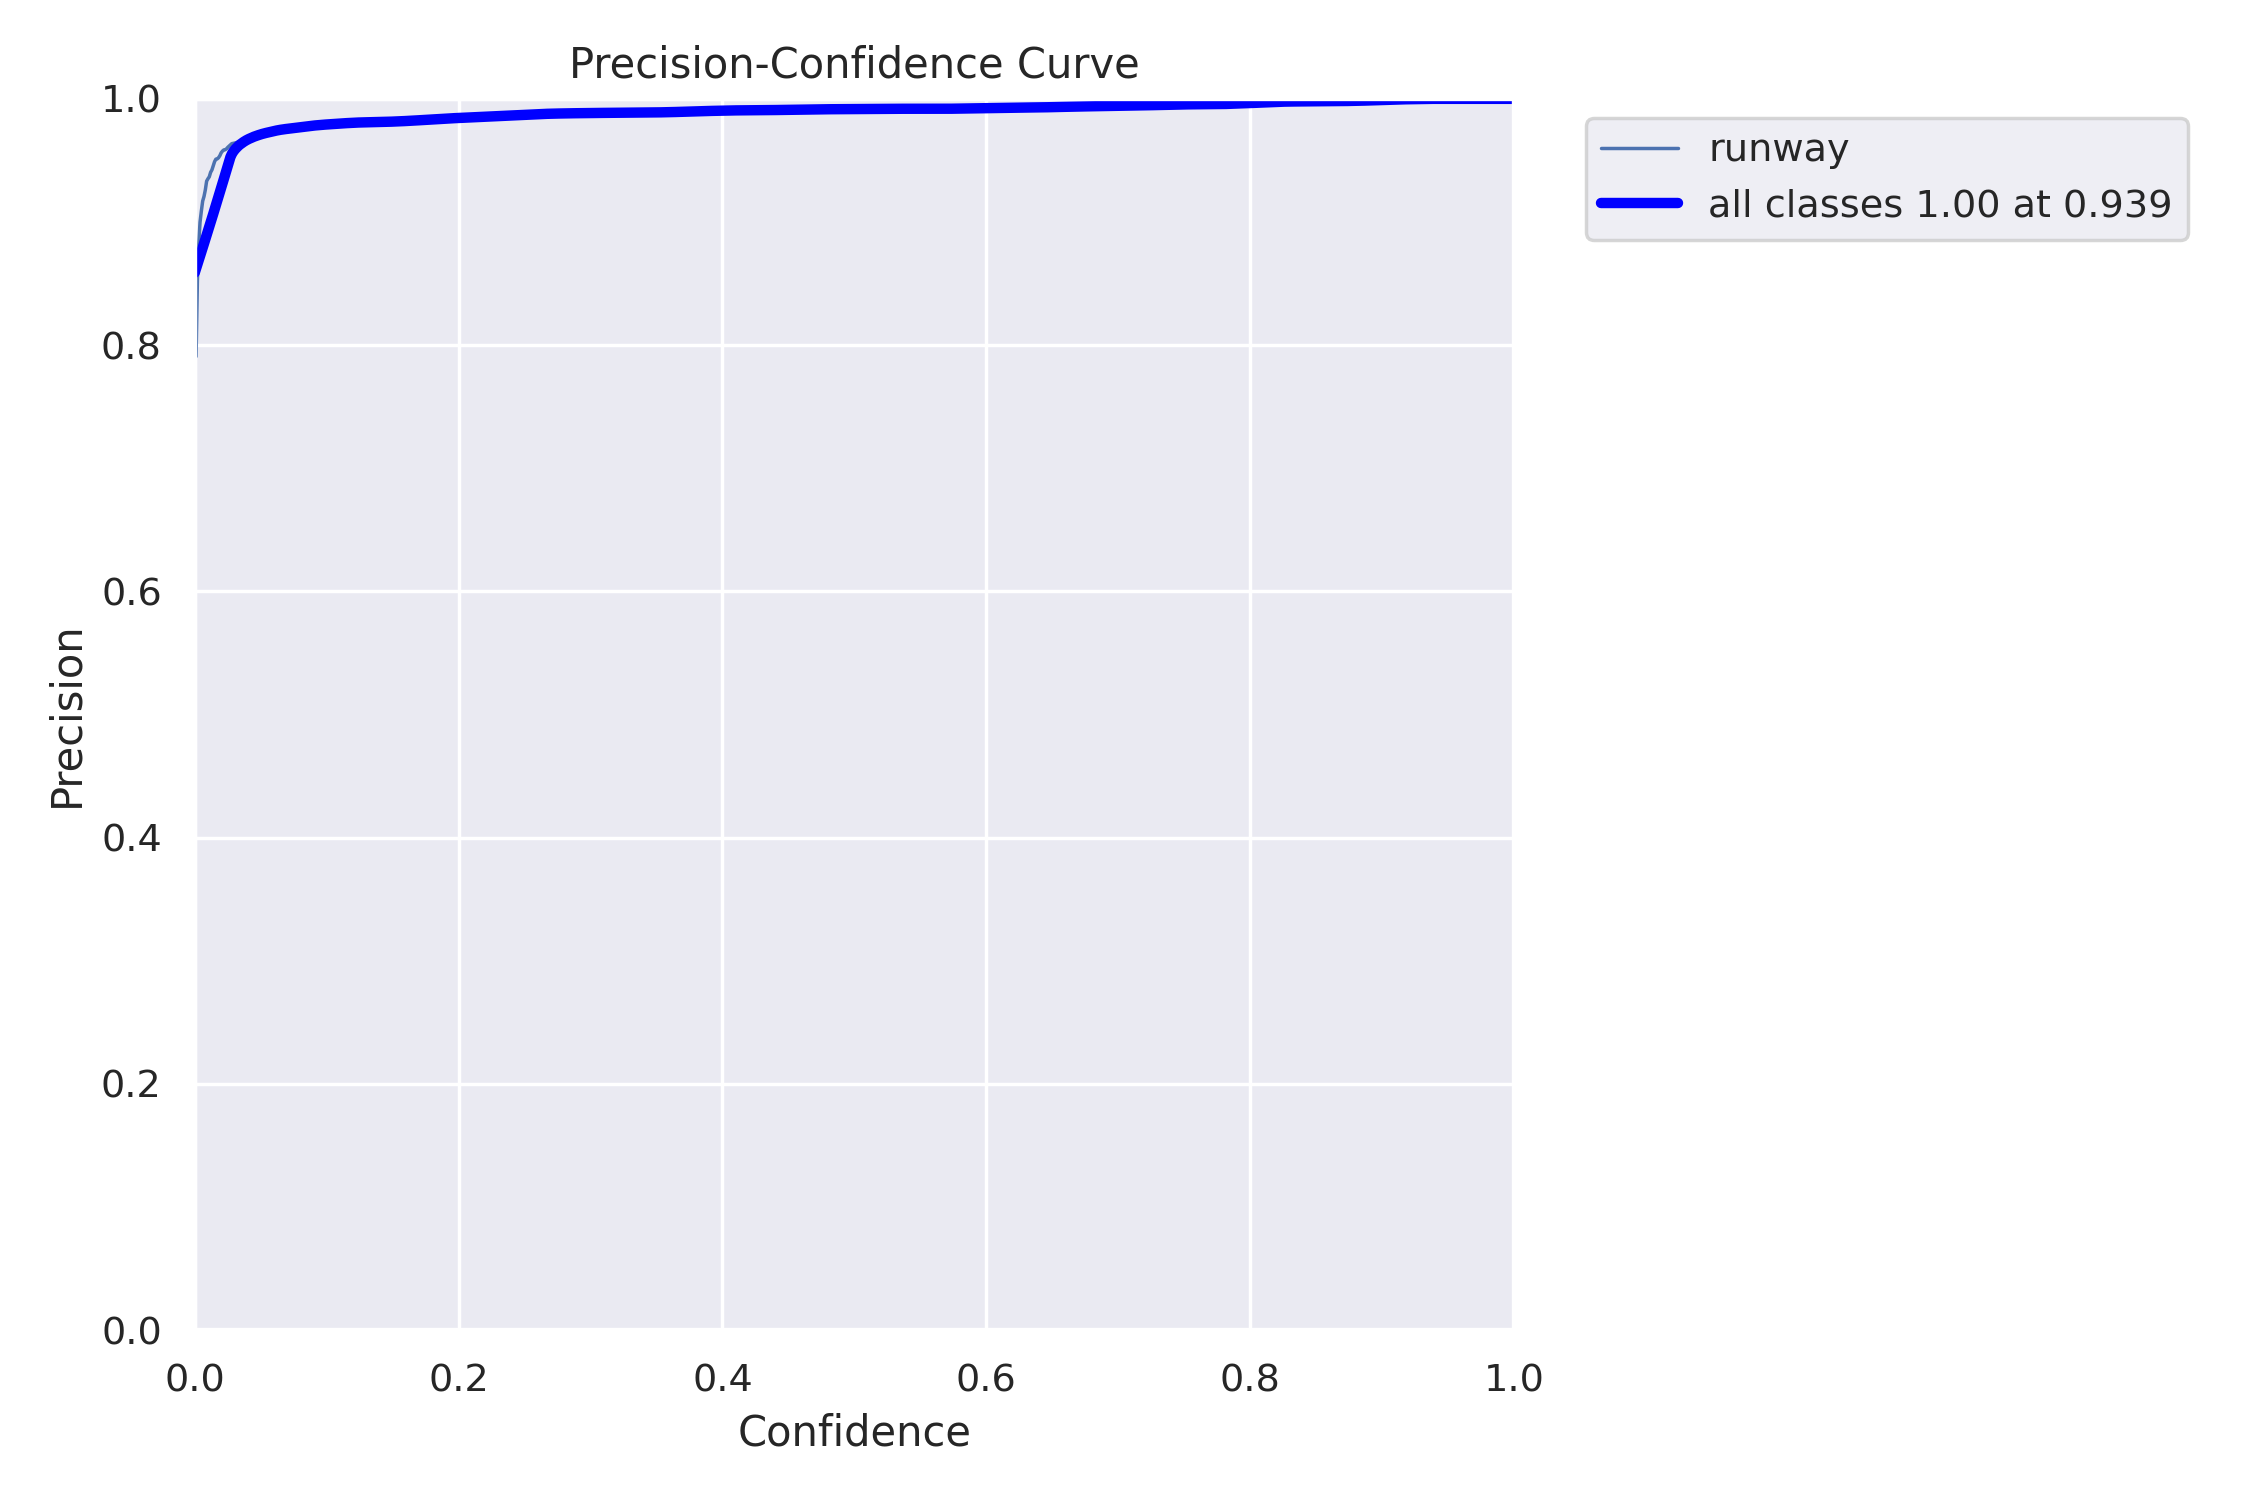 Precision-Confidence Curve
1.0
0.8
0.6
0.4
0.2
0.0
Precision
0.0 0.2 0.4 0.6 0.8 1.0
Confidence
runway
all classes 1.00 at 0.939